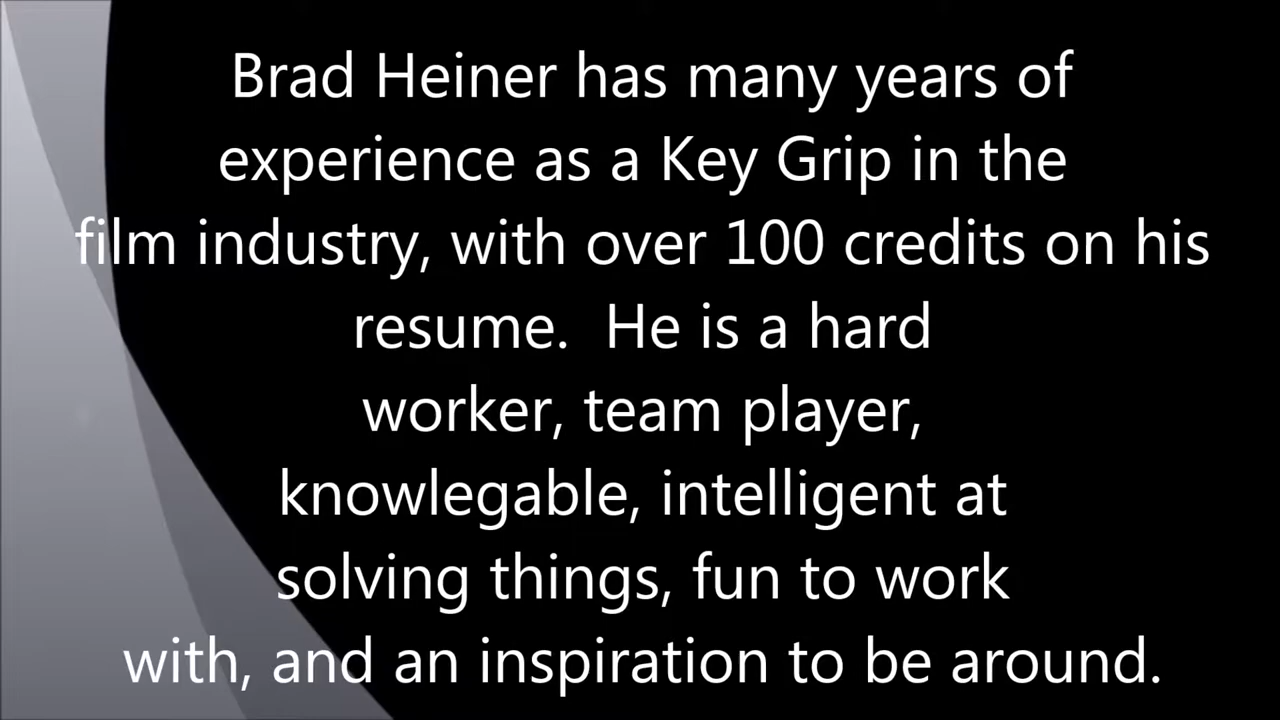 Brad Heiner has many years of
experience as a Key Grip in the
film industry, with over 100 credits on his
resume.  He is a hard
worker, team player,
knowlegable, intelligent at
solving things, fun to work
with, and an inspiration to be around.